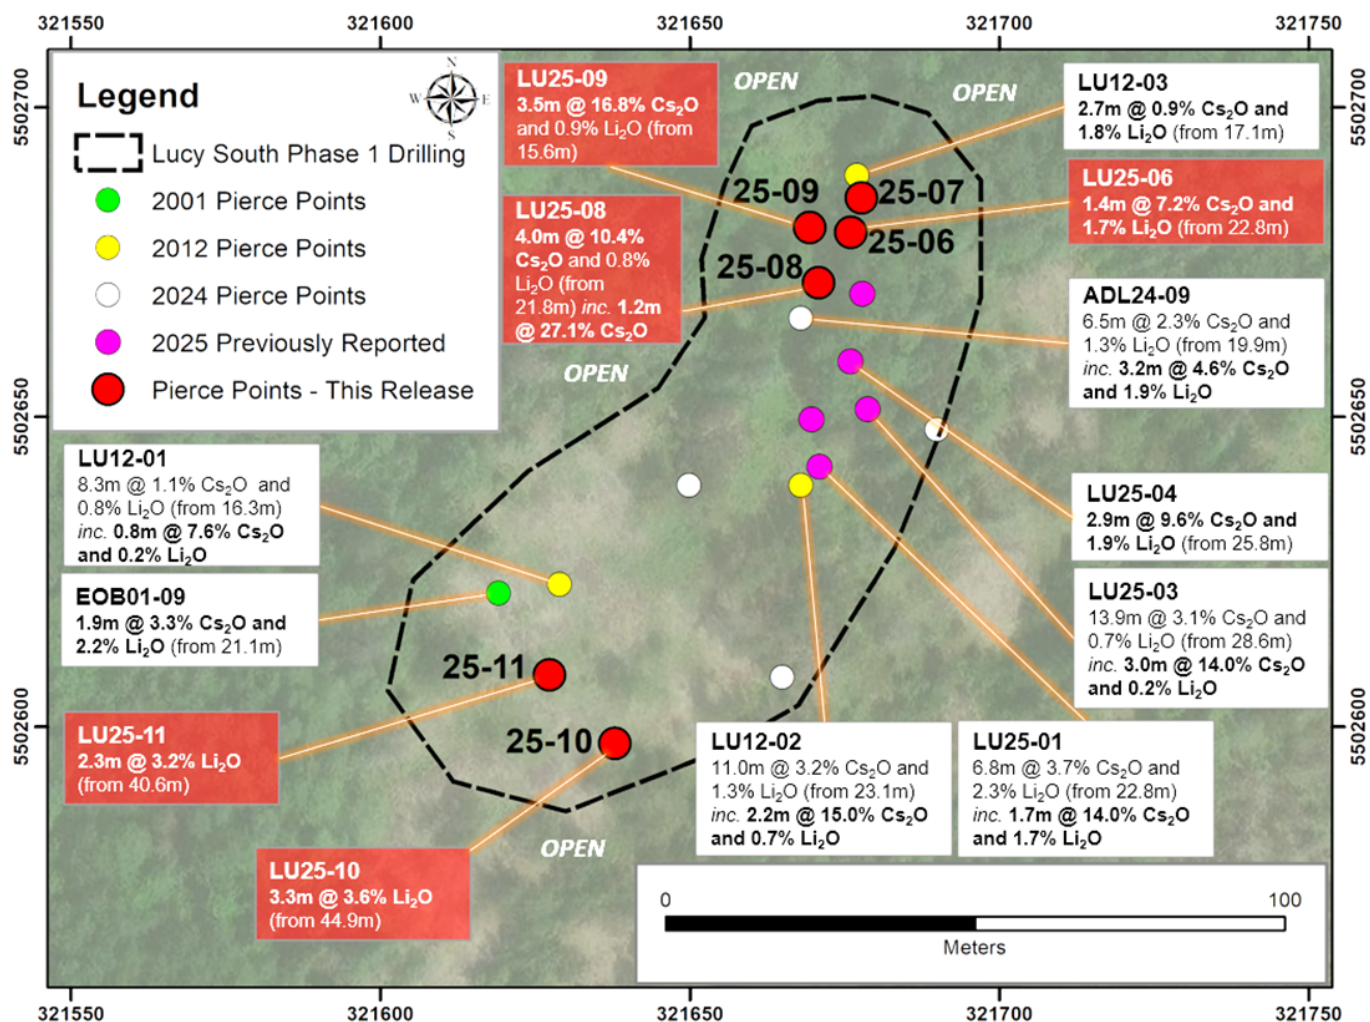 321550 321600 321650 321700 321750
5502700
5502650
5502600
Legend
N
W E
S
Lucy South Phase 1 Drilling
2001 Pierce Points
2012 Pierce Points
2024 Pierce Points
2025 Previously Reported
Pierce Points - This Release
LU25-09
3.5m @ 16.8% Cs₂O
and 0.9% Li₂O (from
15.6m)
OPEN
OPEN
LU12-03
2.7m @ 0.9% Cs₂O and
1.8% Li₂O (from 17.1m)
LU25-08
4.0m @ 10.4%
Cs₂O and 0.8%
Li₂O (from
21.8m) inc. 1.2m
@ 27.1% Cs₂O
25-09
25-07
25-06
25-08
LU25-06
1.4m @ 7.2% Cs₂O and
1.7% Li₂O (from 22.8m)
ADL24-09
6.5m @ 2.3% Cs₂O and
1.3% Li₂O (from 19.9m)
inc. 3.2m @ 4.6% Cs₂O
and 1.9% Li₂O
OPEN
LU12-01
8.3m @ 1.1% Cs₂O and
0.8% Li₂O (from 16.3m)
inc. 0.8m @ 7.6% Cs₂O
and 0.2% Li₂O
LU25-04
2.9m @ 9.6% Cs₂O and
1.9% Li₂O (from 25.8m)
EOB01-09
1.9m @ 3.3% Cs₂O and
2.2% Li₂O (from 21.1m)
LU25-03
13.9m @ 3.1% Cs₂O and
0.7% Li₂O (from 28.6m)
inc. 3.0m @ 14.0% Cs₂O
and 0.2% Li₂O
25-11
25-10
LU25-11
2.3m @ 3.2% Li₂O
(from 40.6m)
LU12-02
11.0m @ 3.2% Cs₂O and
1.3% Li₂O (from 23.1m)
inc. 2.2m @ 15.0% Cs₂O
and 0.7% Li₂O
LU25-01
6.8m @ 3.7% Cs₂O and
2.3% Li₂O (from 22.8m)
inc. 1.7m @ 14.0% Cs₂O
and 1.7% Li₂O
OPEN
LU25-10
3.3m @ 3.6% Li₂O
(from 44.9m)
0 100
Meters
5502700
5502650
5502600
321550 321600 321650 321700 321750